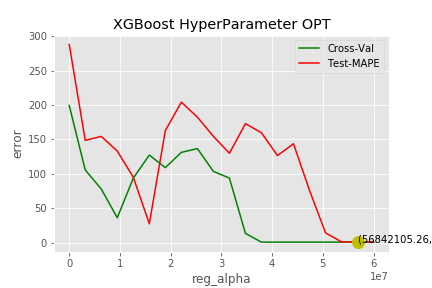 XGBoost HyperParameter OPT
300
250
200
150
100
50
0
error
Cross-Val
Test-MAPE
(56842105.26,
0 1 2 3 4 5 6
1e7
reg_alpha